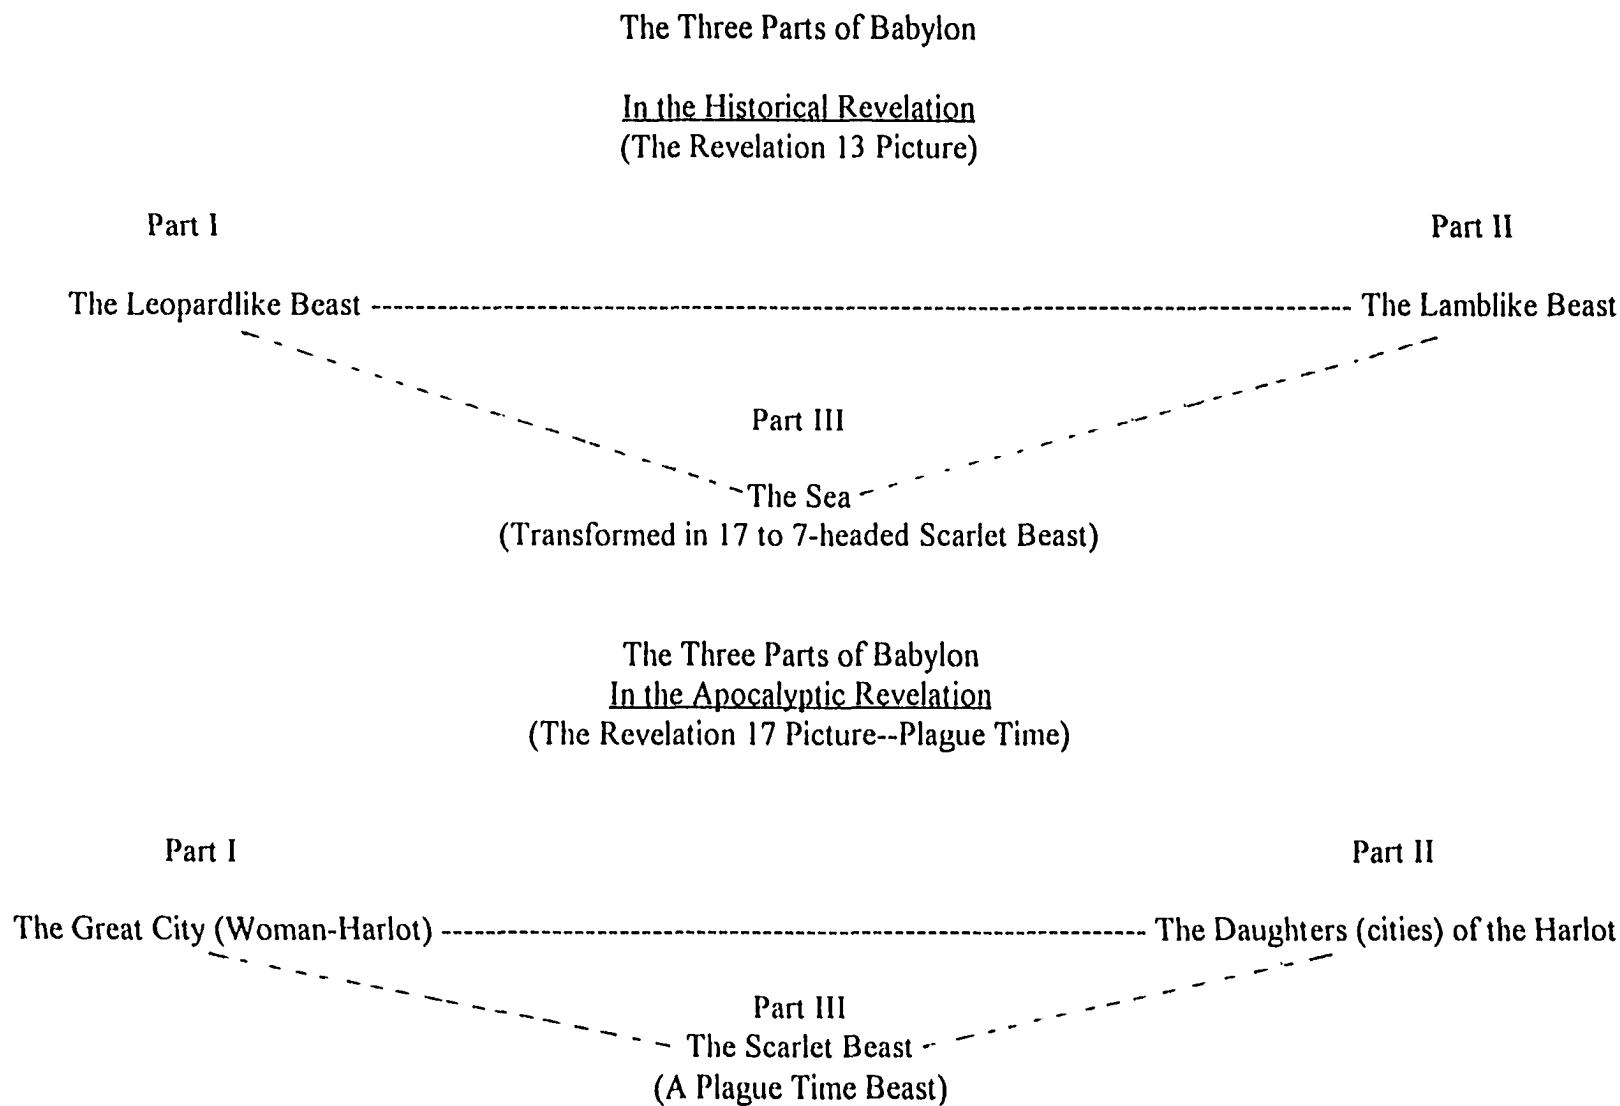 The Three Parts of Babylon
In the Historical Revelation
(The Revelation 13 Picture)
Part I Part II
The Leopardlike Beast ---------- The Lamblike Beast
Part III
The Sea
(Transformed in 17 to 7-headed Scarlet Beast)
The Three Parts of Babylon
In the Apocalyptic Revelation
(The Revelation 17 Picture--Plague Time)
Part I Part II
The Great City (Woman-Harlot) ---------- The Daughters (cities) of the Harlot
Part III
The Scarlet Beast
(A Plague Time Beast)